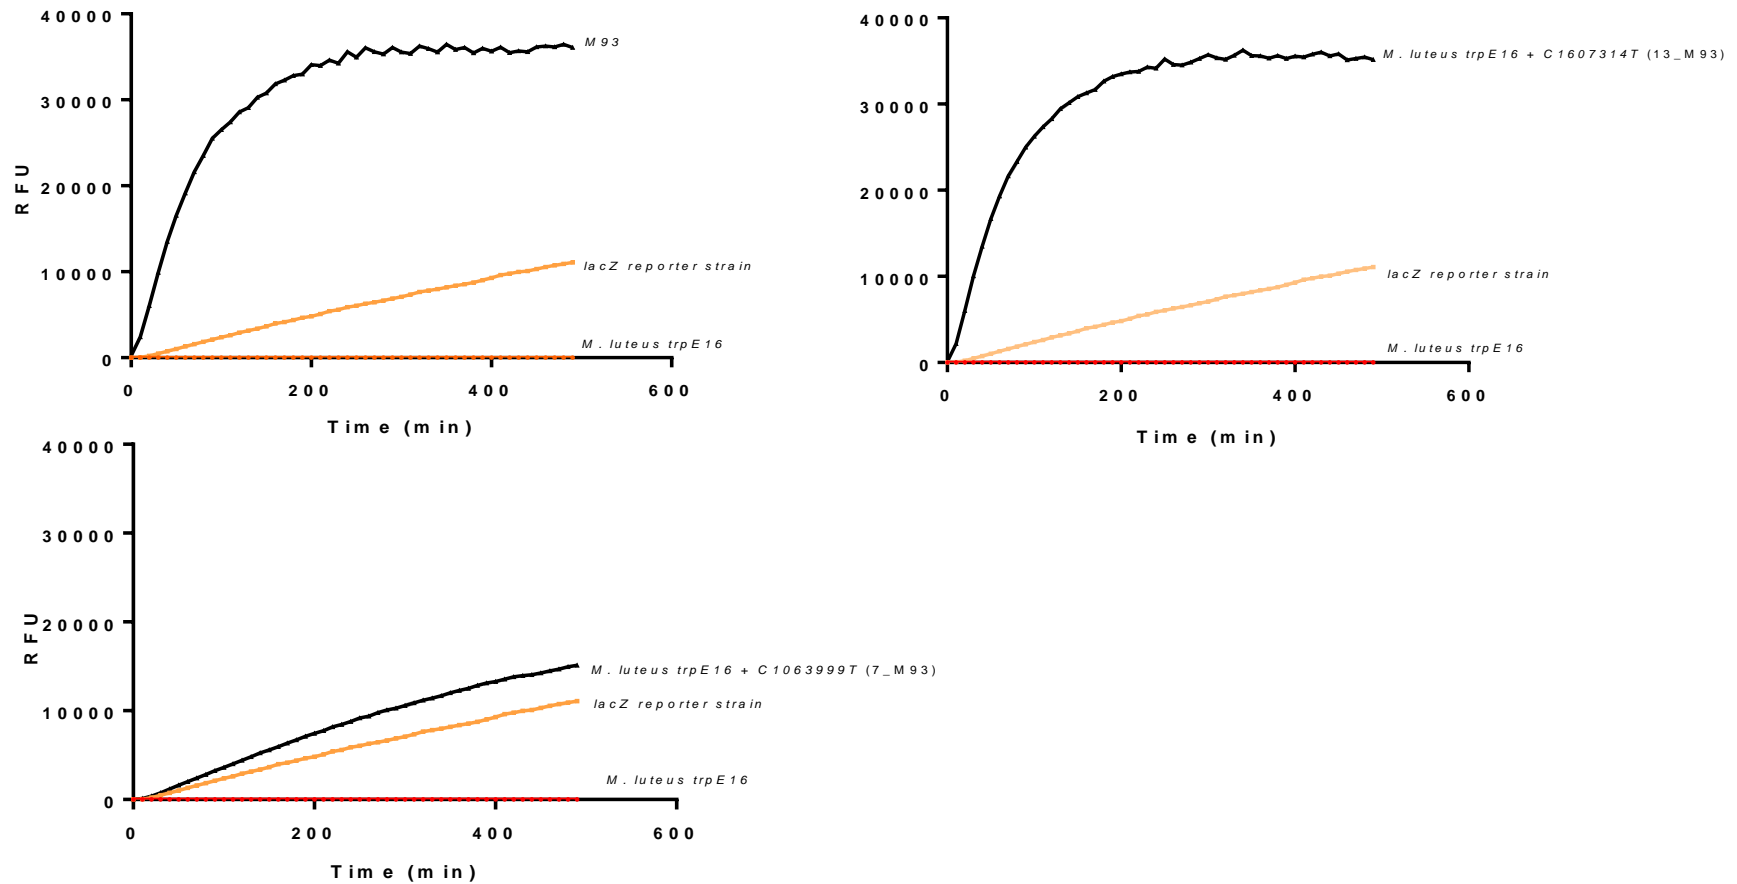 40000
30000
20000
10000
0
RFU
0 200 400 600
Time (min)
M93
lacZ reporter strain
M. luteus trpE16
40000
30000
20000
10000
0
0 200 400 600
Time (min)
M. luteus trpE16 + C1607314T (13_M93)
lacZ reporter strain
M. luteus trpE16
40000
30000
20000
10000
0
RFU
0 200 400 600
Time (min)
M. luteus trpE16 + C1063999T (7_M93)
lacZ reporter strain
M. luteus trpE16